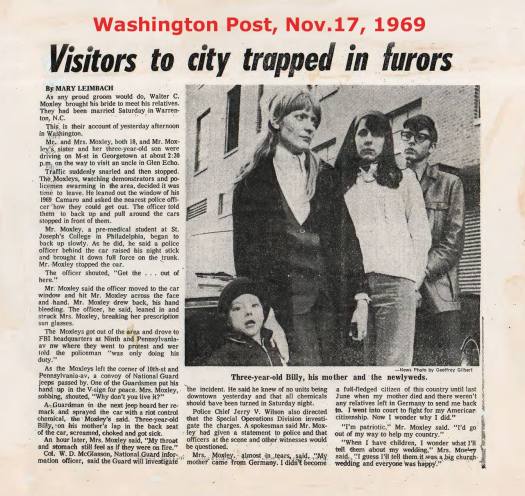 Washington Post, Nov.17, 1969
Visitors to city trapped in furors
By MARY LEIMBACH
As any proud groom would do, Walter C.
Moxley brought his bride to meet his relatives.
They had been married Saturday in Warren-
ton, N.C.
This is their account of yesterday afternoon
in Washington.
Mr. and Mrs. Moxley, both 18, and Mr. Mox-
ley's sister and her three-year-old son were
driving on M-st in Georgetown at about 2:30
p.m. on the way to visit an uncle in Glen Echo.
Traffic suddenly snarled and then stopped.
The Moxleys, watching demonstrators and po-
licemen swarming in the area, decided it was
time to leave. He leaned out the window of his
1969 Camaro and asked the nearest police offi-
cer how they could get out. The officer told
them to back up and pull around the cars
stopped in front of them.
Mr. Moxley, a pre-medical student at St.
Joseph's College in Philadelphia, began to
back up slowly. As he did, he said a police
officer behind the car raised his night stick
and brought it down full force on the trunk.
Mr. Moxley stopped the car.
The officer shouted, "Get the . . . out of
here."
Mr. Moxley said the officer moved to the car
window and hit Mr. Moxley across the face
and hand. Mr. Moxley drew back, his hand
bleeding. The officer, he said, leaned in and
struck Mrs. Moxley, breaking her prescription
sun glasses.
The Moxleys got out of the area and drove to
FBI headquarters at Ninth and Pennsylvania-
av nw where they went to protest and were
told the policeman "was only doing his
duty."
As the Moxleys left the corner of 10th-st and
Pennsylvania-av, a convoy of National Guard
jeeps passed by. One of the Guardsmen put his
hand up in the V-sign for peace. Mrs. Moxley,
sobbing, shouted, "Why don't you live it?"
A Guardsman in the next jeep heard her re-
mark and sprayed the car with a riot control
chemical, the Moxley's said. Three-year-old
Billy, on his mother's lap in the back seat
of the car, screamed, choked and got sick.
An hour later, Mrs. Moxley said, "My throat
and stomach still feel as if they were on fire."
Col. W. D. McGlasson, National Guard infor-
mation officer, said the Guard will investigate
—News Photo by Geoffrey Gilbert
Three-year-old Billy, his mother and the newlyweds.
the incident. He said he knew of no units being
downtown yesterday and that all chemicals
should have been turned in Saturday night.
Police Chief Jerry V. Wilson also directed
that the Special Operations Division investi-
gate the charges. A spokesman said Mr. Mox-
ley had given a statement to police and that
officers at the scene and other witnesses would
be questioned.
Mrs. Moxley, almost in tears, said, "My
mother came from Germany. I didn't become
a full-fledged citizen of this country until last
June when my mother died and there weren't
any relatives left in Germany to send me back
to. I went into court to fight for my American
citizenship. Now I wonder why I did."
"I'm patriotic," Mr. Moxley said. "I'd go
out of my way to help my country."
"When I have children, I wonder what I'll
tell them about my wedding," Mrs. Moxley
said. "I guess I'll tell them it was a big church
wedding and everyone was happy."